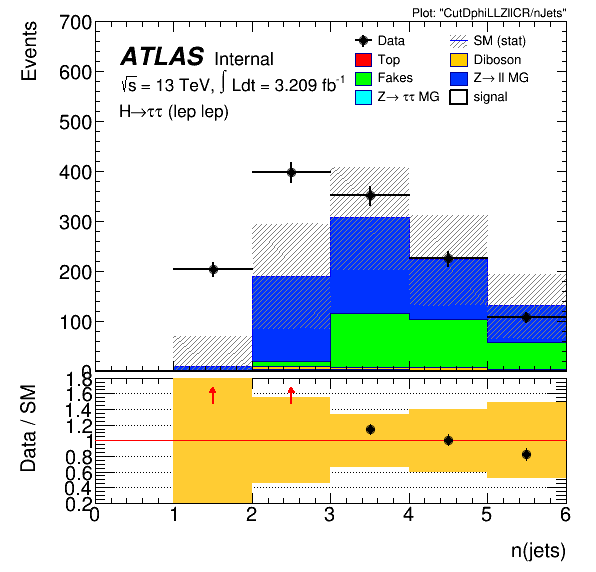 Plot: "CutDphiLLZllCR/nJets"
Events
700
600
500
400
300
200
100
0
ATLAS Internal
√s = 13 TeV, ∫ Ldt = 3.209 fb⁻¹
H→ττ (lep lep)
Data
SM (stat)
Top
Diboson
Fakes
Z→ ll MG
Z→ ττ MG
signal
Data / SM
1.8
1.6
1.4
1.2
1
0.8
0.6
0.4
0.2
0 1 2 3 4 5 6
n(jets)